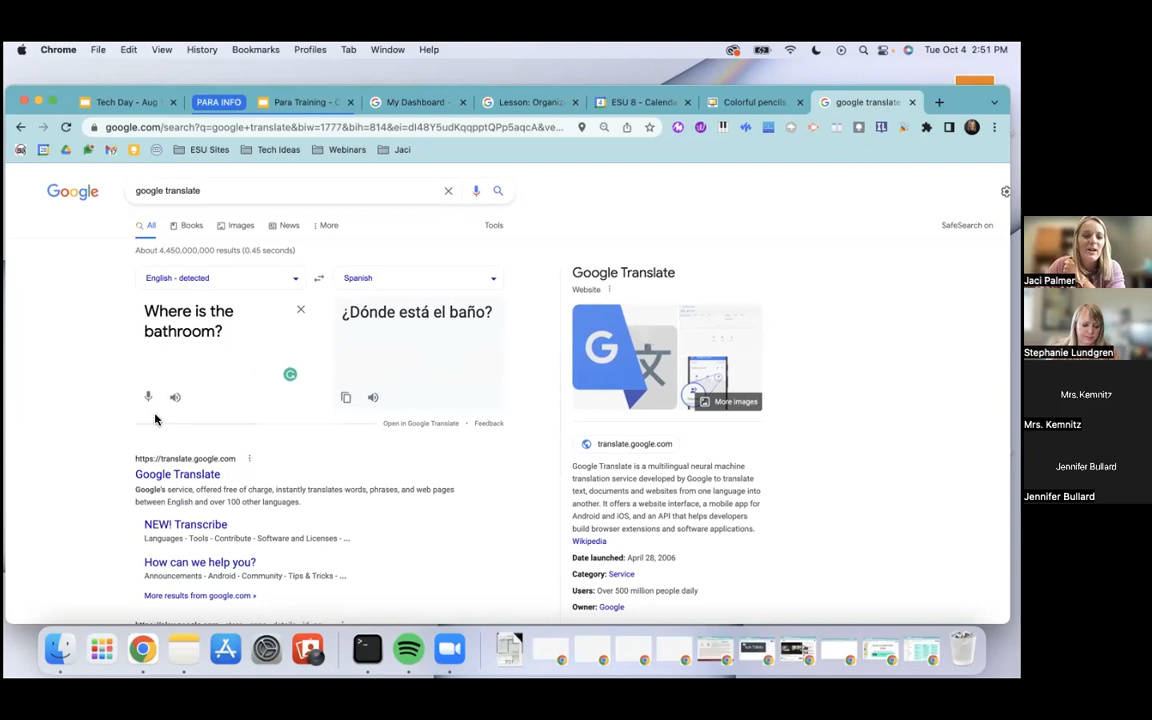 Chrome File Edit View History Bookmarks Profiles Tab Window Help Tue Oct 4 2:51 PM
Tech Day - Aug PARA INFO Para Training - C My Dashboard - Lesson: Organiz ESU 8 - Calenda Colorful pencils google translate
google.com/search?q=google+translate&biw=1777&bih=814&ei=dI48Y5udKqqpptQPp5aqcA&ve...
ESU Sites Tech Ideas Webinars Jaci
Google google translate
All Books Images News More Tools SafeSearch on
About 4,450,000,000 results (0.45 seconds)
English - detected Spanish
Where is the
bathroom?
¿Dónde está el baño?
Open in Google Translate • Feedback
https://translate.google.com
Google Translate
Google's service, offered free of charge, instantly translates words, phrases, and web pages
between English and over 100 other languages.
NEW! Transcribe
Languages - Tools - Contribute - Software and Licenses - ...
How can we help you?
Announcements - Android - Community - Tips & Tricks - ...
More results from google.com »
Google Translate
Website
G 文
More images
translate.google.com
Google Translate is a multilingual neural machine
translation service developed by Google to translate
text, documents and websites from one language into
another. It offers a website interface, a mobile app for
Android and iOS, and an API that helps developers
build browser extensions and software applications.
Wikipedia
Date launched: April 28, 2006
Category: Service
Users: Over 500 million people daily
Owner: Google
Jaci Palmer
Stephanie Lundgren
Mrs. Kemnitz
Mrs. Kemnitz
Jennifer Bullard
Jennifer Bullard